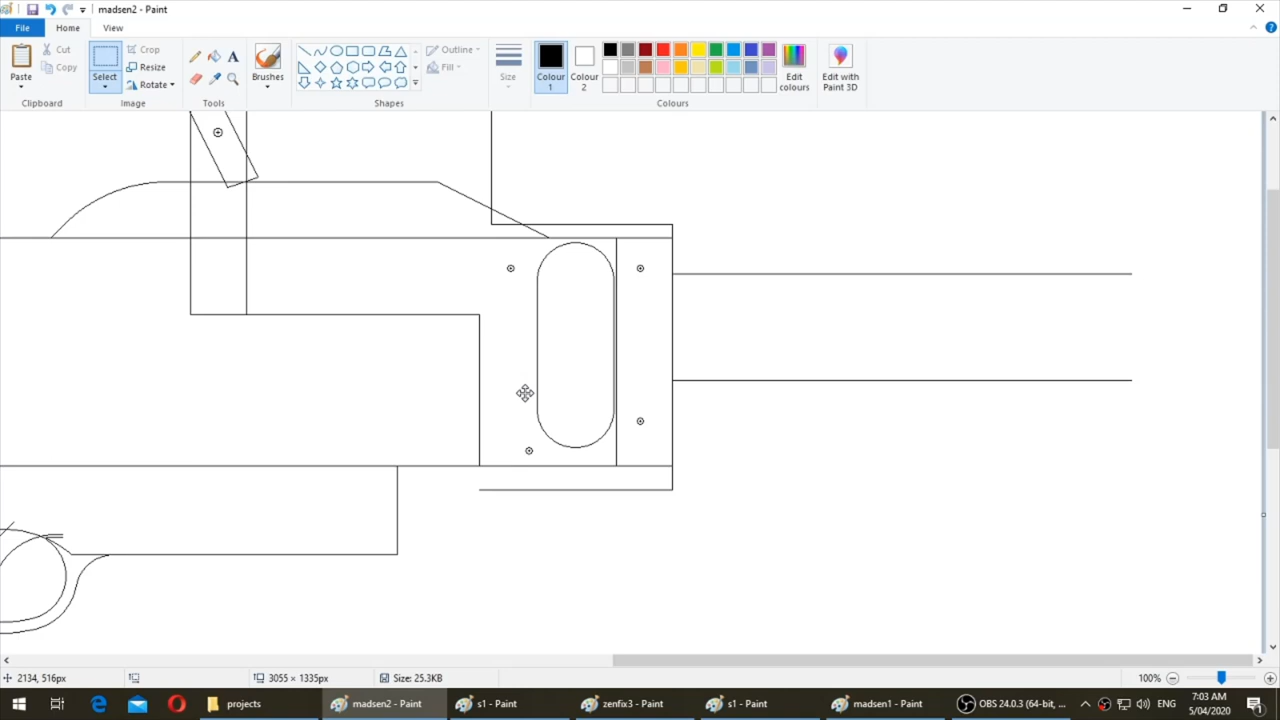 madsen2 - Paint
File
Home
View
Paste
Cut
Copy
Clipboard
Select
Crop
Resize
Rotate
Image
A
Tools
Brushes
Outline
Fill
Shapes
Size
Colour
1
Colour
2
Edit
colours
Edit with
Paint 3D
Colours
2134, 516px
3055 × 1335px
Size: 25.3KB
100%
projects
madsen2 - Paint
s1 - Paint
zenfix3 - Paint
s1 - Paint
madsen1 - Paint
OBS 24.0.3 (64-bit, ...
ENG
7:03 AM
5/04/2020